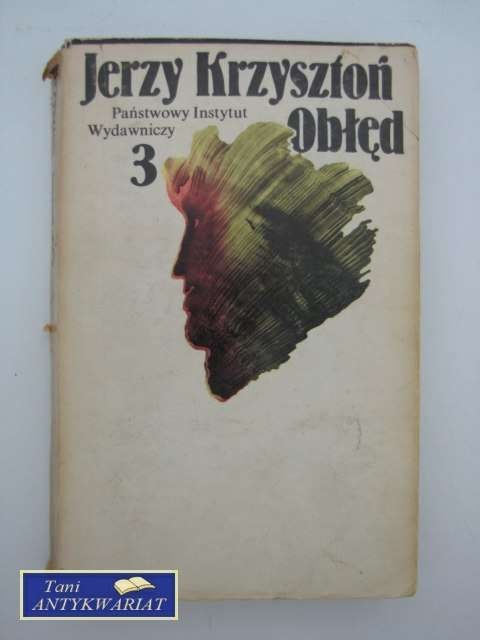 Jerzy Krzysztoń
Państwowy Instytut
Wydawniczy
Obłęd
3
Tani
ANTYKWARIAT